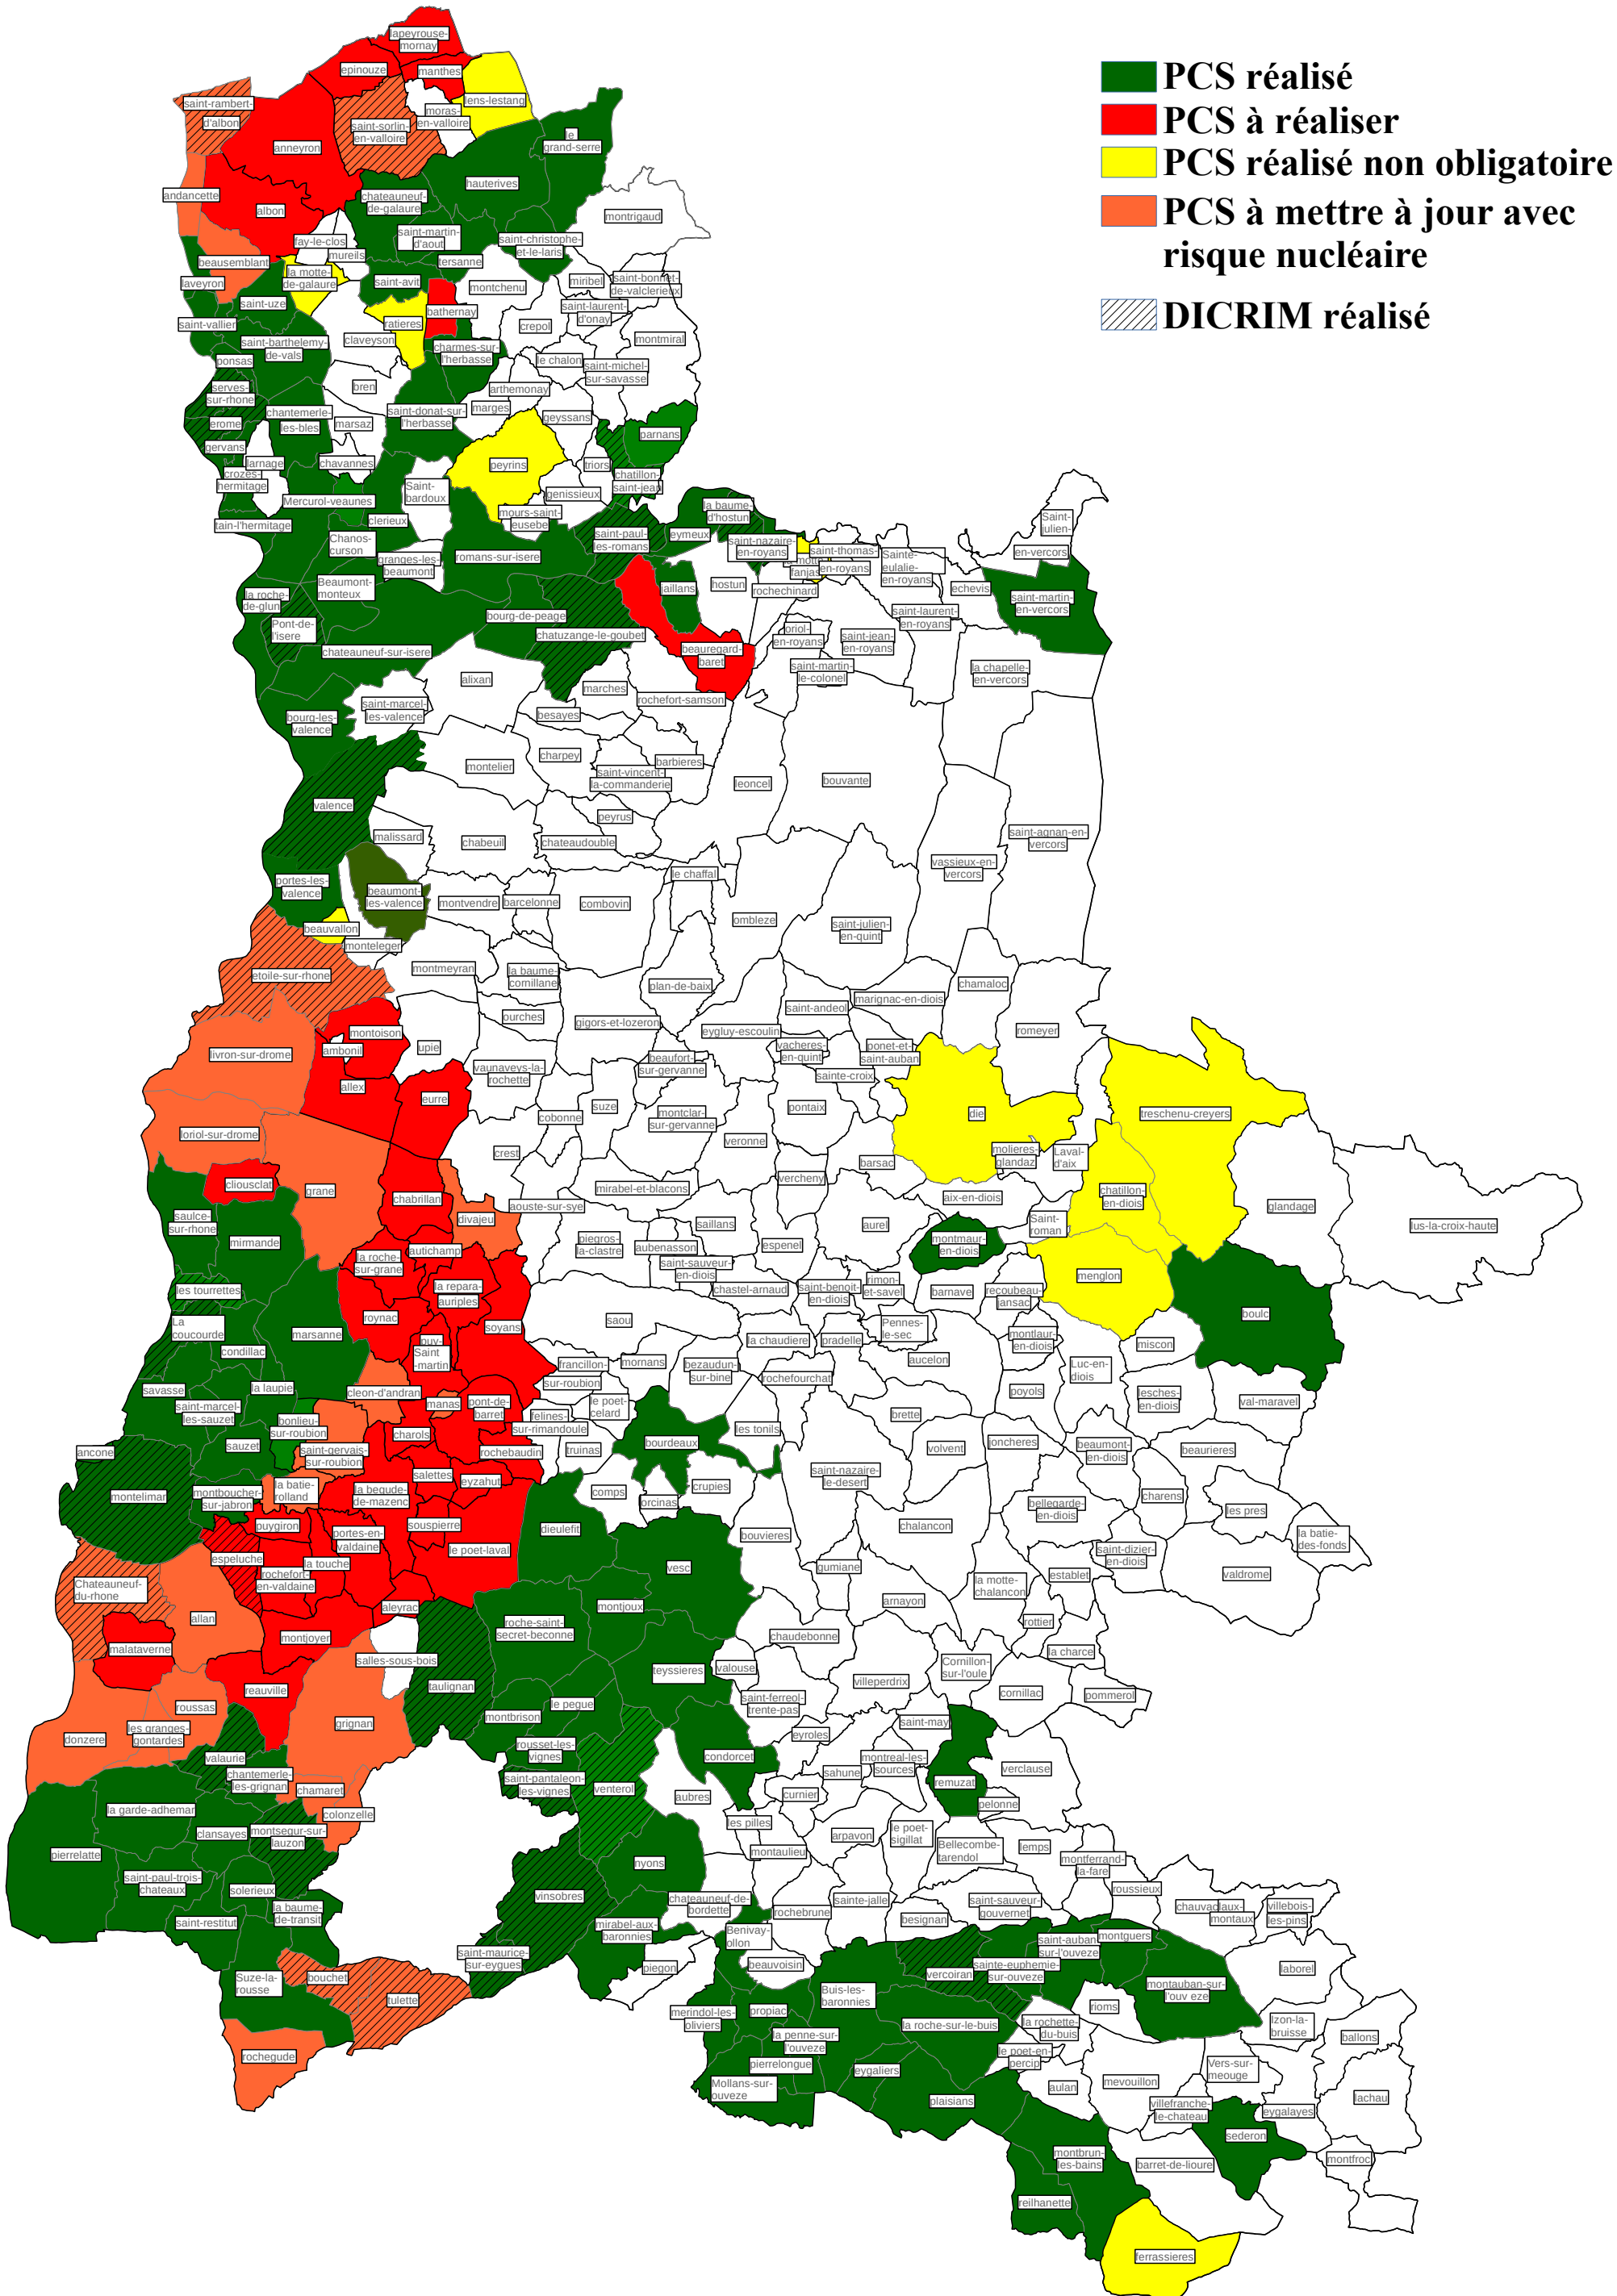 PCS réalisé
PCS à réaliser
PCS réalisé non obligatoire
PCS à mettre à jour avec
risque nucléaire
DICRIM réalisé
lapeyrouse-
mornay
epinouze
manthes
lens-lestang
saint-rambert-
d'albon
moras-
en-valloire
saint-sorlin-
en-valloire
anneyron
le
grand-serre
hauterives
andancette
chateauneuf-
de-galaure
albon
montrigaud
saint-martin-
d'aout
fay-le-clos
saint-christophe-
et-le-laris
mureils
beausemblant
tersanne
la motte-
de-galaure
laveyron
saint-avit
montchenu
miribel
saint-bonnet-
de-valclerieux
saint-uze
bathernay
saint-laurent-
d'onay
saint-vallier
ratieres
crepol
claveyson
montmiral
saint-barthelemy-
de-vals
charmes-sur-
l'herbasse
ponsas
le chalon
saint-michel-
sur-savasse
serves-
sur-rhone
bren
arthemonay
chantemerle-
les-bles
saint-donat-sur-
l'herbasse
marges
geyssans
erome
marsaz
parnans
gervans
larnage
chavannes
peyrins
triors
crozes-
hermitage
chatillon-
saint-jean
Mercurol-veaunes
Saint-
bardoux
genissieux
tain-l'hermitage
clerieux
mours-saint-
eusebe
la baume-
d'hostun
Chanos-
curson
saint-paul-
les-romans
eymeux
saint-nazaire-
en-royans
Saint-
julien-
en-vercors
granges-les-
beaumont
romans-sur-isere
saint-thomas-
en-royans
fanjas
Sainte-
eulalie-
en-royans
Beaumont-
monteux
jaillans
hostun
rochechinard
echevis
la roche-
de-glun
saint-martin-
en-vercors
Pont-de-
l'isere
bourg-de-peage
saint-laurent-
en-royans
chatuzange-le-goubet
oriol-
en-royans
saint-jean-
en-royans
chateauneuf-sur-isere
beauregard-
baret
saint-martin-
le-colonel
la chapelle-
en-vercors
alixan
marches
rochefort-samson
saint-marcel-
les-valence
besayes
bourg-les-
valence
charpey
barbieres
montelier
saint-vincent-
la-commanderie
leoncel
bouvante
valence
peyrus
malissard
chabeuil
chateaudouble
saint-agnan-en-
vercors
vassieux-en-
vercors
portes-les-
valence
beaumont-
les-valence
le chaffal
montvendre
barcelonne
combovin
ombleze
saint-julien-
en-quint
beauvallon
monteleger
etoile-sur-rhone
montmeyran
la baume-
cornillane
plan-de-baix
chamaloc
marignac-en-diois
saint-andeol
ourches
gigors-et-lozeron
eygluy-escoulin
romeyer
montoison
ambonil
upie
livron-sur-drome
vacheres-
en-quint
ponet-et-
saint-auban
beaufort-
sur-gervanne
vaunaveys-la-
rochette
sainte-croix
allex
eurre
suze
cobonne
montclar-
sur-gervanne
pontaix
die
treschenu-creyers
loriol-sur-drome
veronne
crest
molieres-
glandaz
Laval-
d'aix
barsac
cliousclat
grane
chabrillan
mirabel-et-blacons
vercheny
aix-en-diois
chatillon-
en-diois
glandage
aouste-sur-sye
divajeu
saulce-
sur-rhone
saillans
aurel
Saint-
roman
lus-la-croix-haute
mirmande
piegros-
la-clastre
aubenasson
espenel
montmaur-
en-diois
autichamp
la roche-
sur-grane
saint-sauveur-
en-diois
menglon
les tourrettes
la repara-
auriples
chastel-arnaud
saint-benoit-
en-diois
rimon-
et-savel
barnave
recoubeau-
jansac
boulc
La
coucourde
marsanne
roynac
soyans
saou
la chaudiere
pradelle
Pennes-
le-sec
montlaur-
en-diois
miscon
condillac
puy-
Saint
-martin
francillon-
sur-roubion
mornans
bezaudun-
sur-bine
rochefourchat
aucelon
Luc-en-
diois
savasse
la laupie
cleon-d'andran
poyols
lesches-
en-diois
val-maravel
saint-marcel-
les-sauzet
manas
pont-de-
barret
le poet-
celard
brette
bonlieu-
sur-roubion
felines-
sur-rimandoule
les tonils
sauzet
charols
saint-gervais-
sur-roubion
rochebaudin
truinas
bourdeaux
volvent
joncheres
beaumont-
en-diois
beaurieres
ancone
salettes
eyzahut
saint-nazaire-
le-desert
montelimar
montboucher-
sur-jabron
la batie-
rolland
la begude-
de-mazenc
comps
orcinas
crupies
charens
les pres
puygiron
souspierre
portes-en-
valdaine
dieulefit
bouvieres
chalancon
bellegarde-
en-diois
la batie-
des-fonds
espeluche
la touche
le poet-laval
vesc
gumiane
saint-dizier-
en-diois
valdrome
Chateauneuf-
du-rhone
rochefort-
en-valdaine
la motte-
chalancon
establet
allan
aleyrac
montjoux
arnayon
rottier
malataverne
montjoyer
roche-saint-
secret-beconne
chaudebonne
la charce
salles-sous-bois
teyssieres
valouse
Cornillon-
sur-l'oule
taulignan
villeperdrix
cornillac
pommerol
reauville
roussas
saint-ferreol-
trente-pas
le pegue
montbrison
grignan
saint-may
donzere
les granges-
gontardes
eyroles
rousset-les-
vignes
condorcet
montreal-les-
sources
valaurie
verclause
chantemerle-
les-grignan
saint-pantaleon-
les-vignes
venterol
sahune
remuzat
chamaret
curnier
aubres
pelonne
la garde-adhemar
colonzelle
les pilles
clansayes
montsegur-sur-
lauzon
arpavon
le poet-
sigillat
pierrelatte
montaulieu
Bellecombe-
tarendol
lemps
montferrand-
la-fare
saint-paul-trois-
chateaux
solerieux
nyons
roussieux
vinsobres
chateauneuf-de-
bordette
sainte-jalle
saint-sauveur-
gouvernet
chauvac
laux-
montaux
villebois-
les-pins
la baume-
de-transit
rochebrune
besignan
saint-restitut
mirabel-aux-
baronnies
Benivay-
ollon
saint-auban-
sur-l'ouveze
montguers
saint-maurice-
sur-eygues
piegon
beauvoisin
sainte-euphemie-
sur-ouveze
vercoiran
laborel
Suze-la-
rousse
bouchet
montauban-sur-
l'ouv eze
tulette
merindol-les-
oliviers
propiac
Buis-les-
baronnies
rioms
la roche-sur-le-buis
la rochette-
du-buis
Izon-la-
bruisse
ballons
la penne-sur-
l'ouveze
rochegude
pierrelongue
eygaliers
le poet-en-
percip
Vers-sur-
meouge
Mollans-sur-
ouveze
plaisians
aulan
mevouillon
lachau
villefranche-
le-chateau
eygalayes
sederon
montbrun-
les-bains
barret-de-lioure
montfroc
reilhanette
ferrassieres